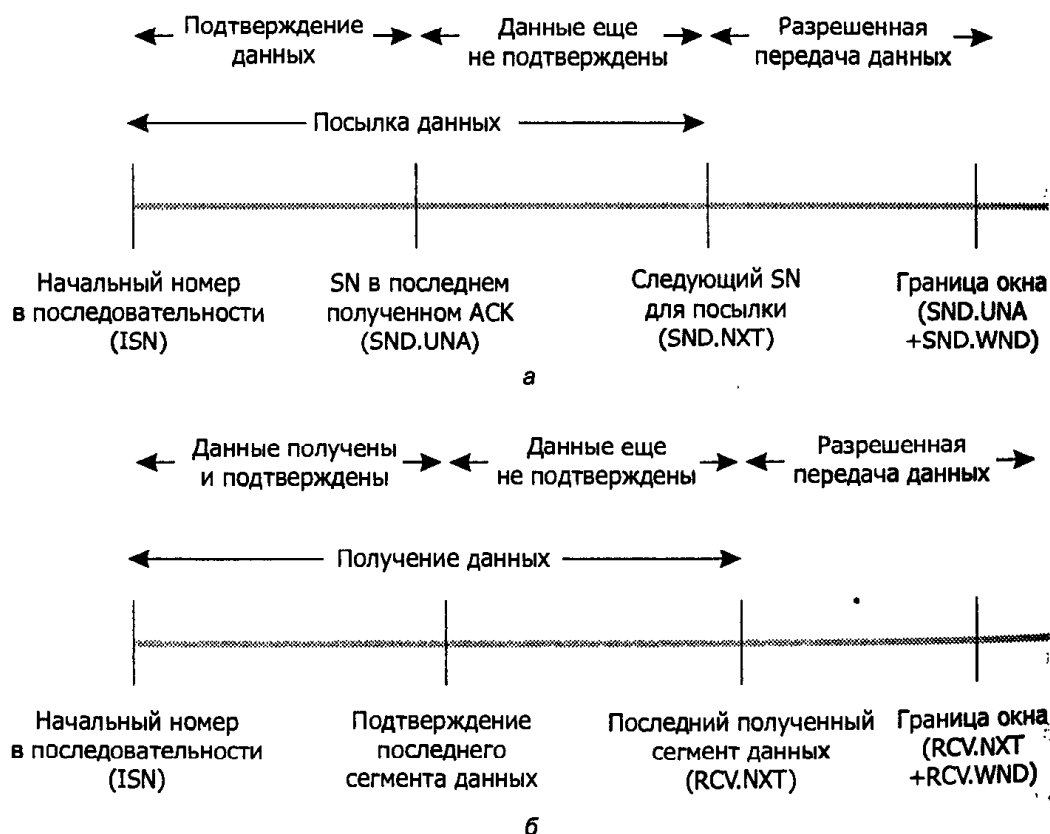 Подтверждение
данных
Данные еще
не подтверждены
Разрешенная
передача данных
Посылка данных
Начальный номер
в последовательности
(ISN)
SN в последнем
полученном ACK
(SND.UNA)
Следующий SN
для посылки
(SND.NXT)
Граница окна
(SND.UNA
+SND.WND)
а
Данные получены
и подтверждены
Данные еще
не подтверждены
Разрешенная
передача данных
Получение данных
Начальный номер
в последовательности
(ISN)
Подтверждение
последнего
сегмента данных
Последний полученный
сегмент данных
(RCV.NXT)
Граница окна
(RCV.NXT
+RCV.WND)
б